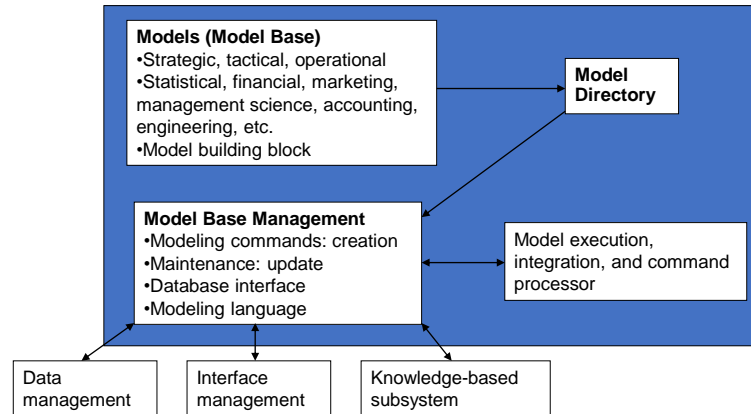 Models (Model Base)
•Strategic, tactical, operational
•Statistical, financial, marketing,
management science, accounting,
engineering, etc.
•Model building block
Model
Directory
Model Base Management
•Modeling commands: creation
•Maintenance: update
•Database interface
•Modeling language
Model execution,
integration, and command
processor
Data
management
Interface
management
Knowledge-based
subsystem